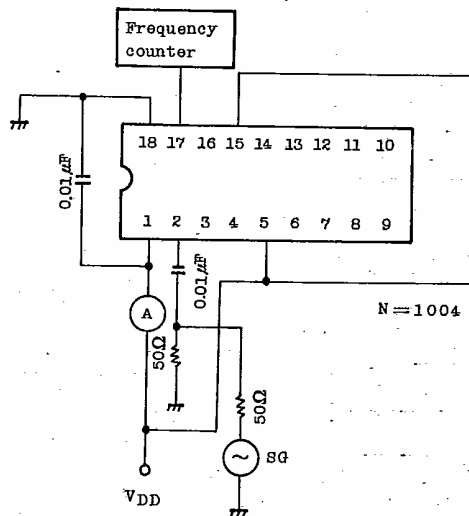 Frequency
counter
18 17 16 15 14 13 12 11 10
0.01μF
1 2 3 4 5 6 7 8 9
0.01μF
N=1004
A
50Ω
50Ω
SG
VDD